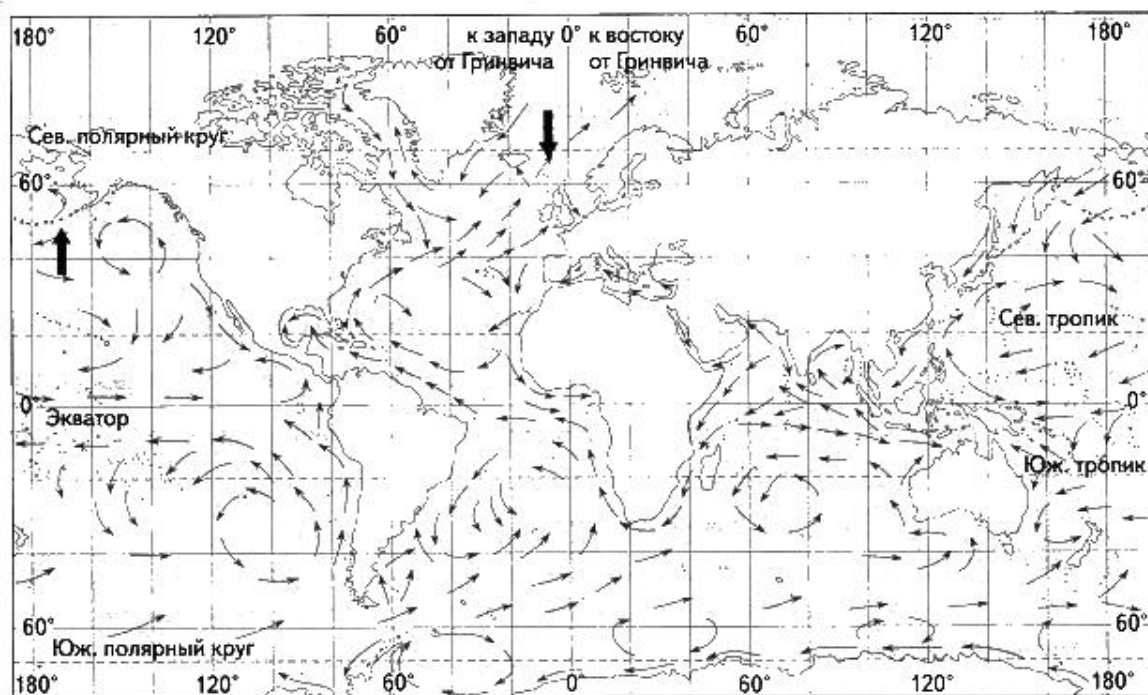 180° 120° 60° к западу 0° к востоку 60° 120° 180°
от Гринвича от Гринвича
Сев. полярный круг
60° 60°
Сев. тропик
0° 0°
Экватор
Юж. тропик
60° 60°
Юж. полярный круг
180° 120° 60° 0° 60° 120° 180°